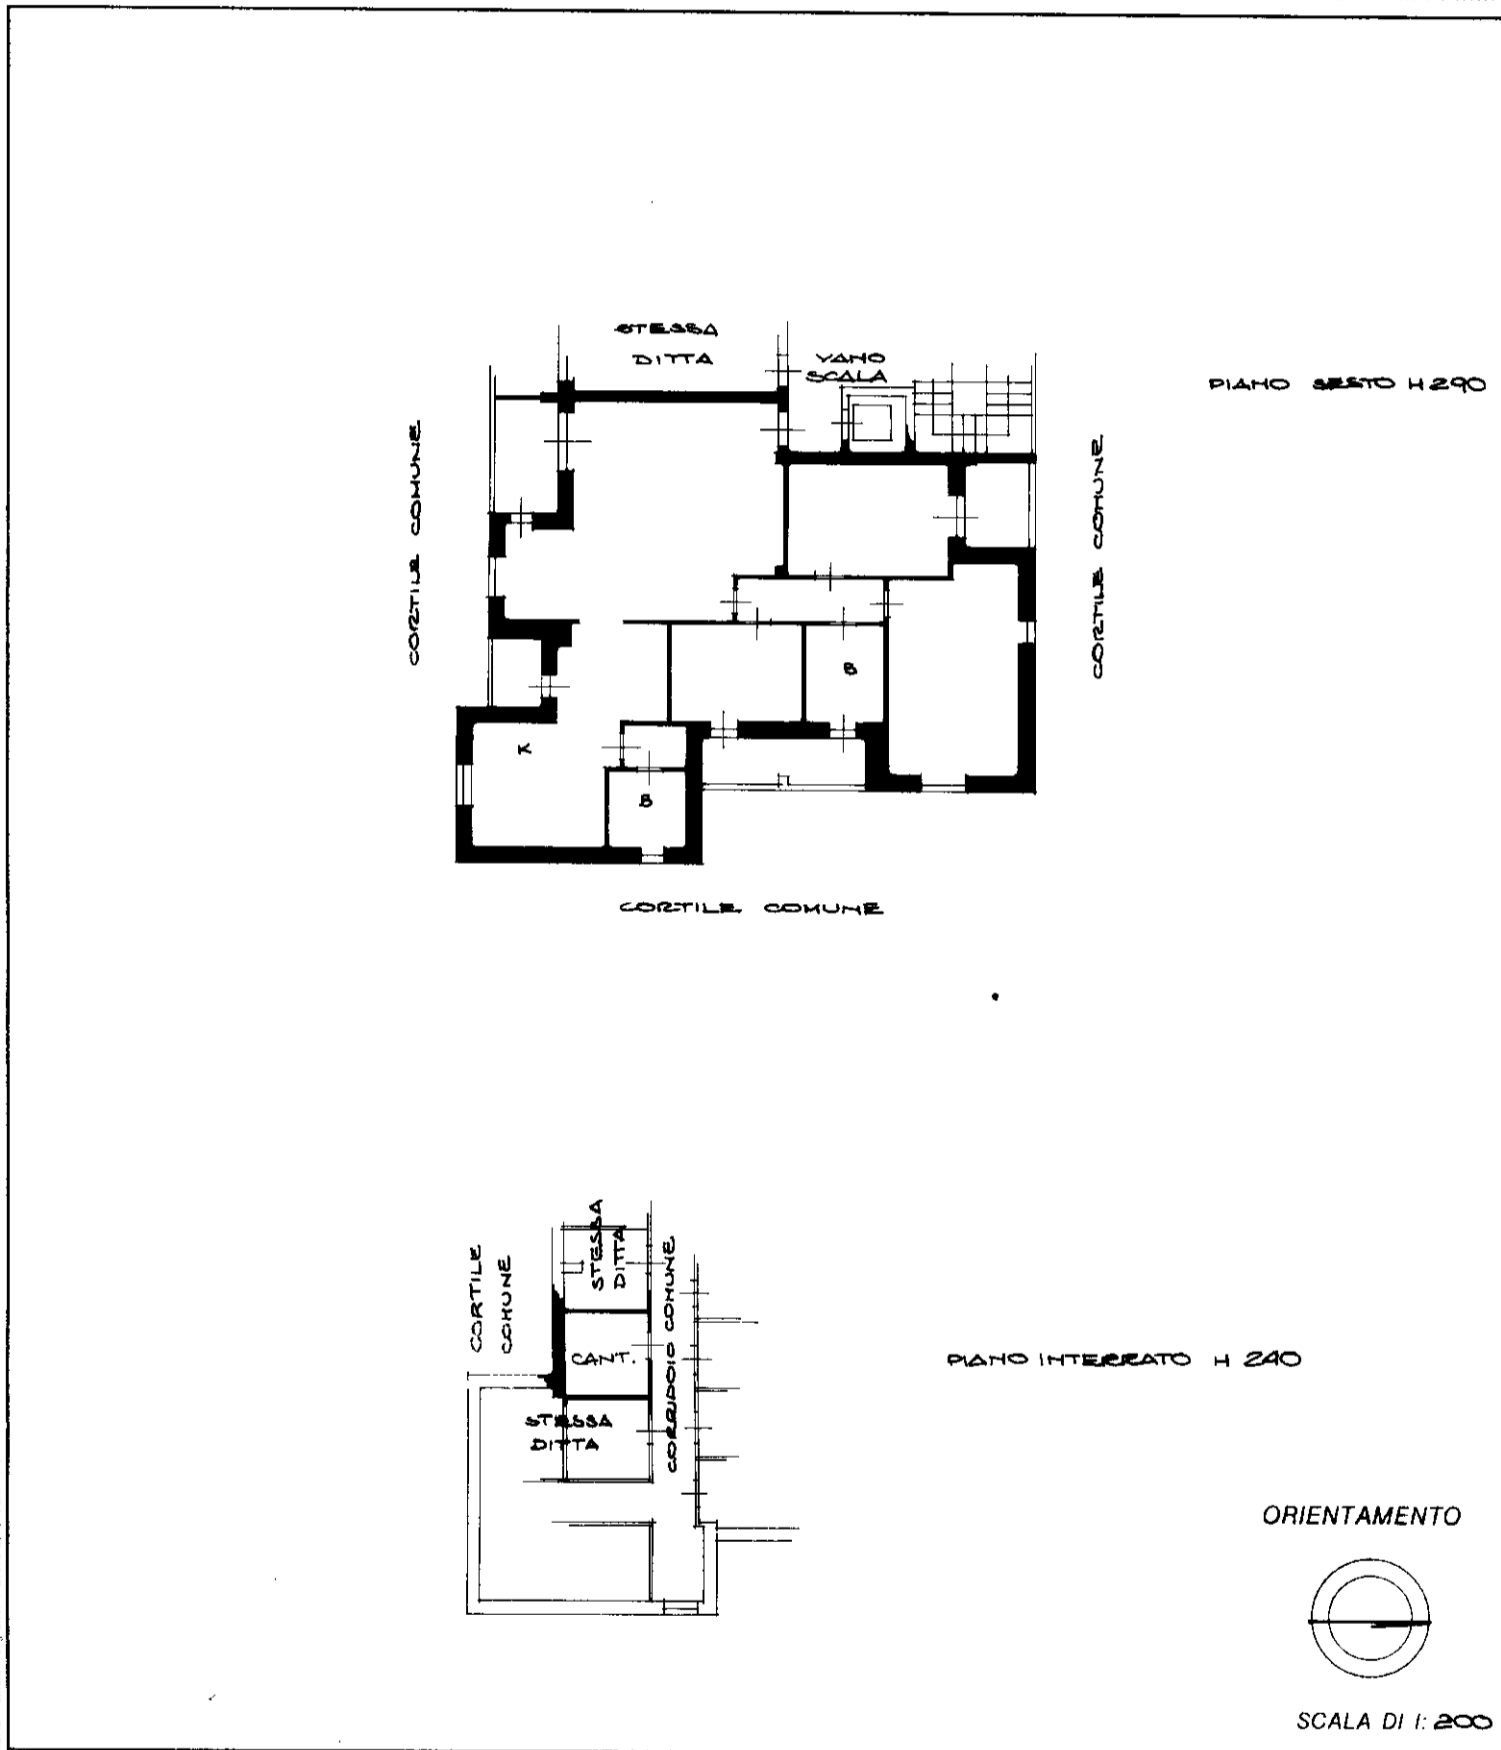 STESSA
DITTA
VANO
SCALA
PIANO SESTO H 290
CORTILE COMUNE
CORTILE COMUNE
B
K
B
CORTILE COMUNE
STESSA
DITTA
CORTILE
COMUNE
CORRIDOIO COMUNE
CANT.
PIANO INTERRATO H 240
STESSA
DITTA
ORIENTAMENTO
SCALA DI 1: 200